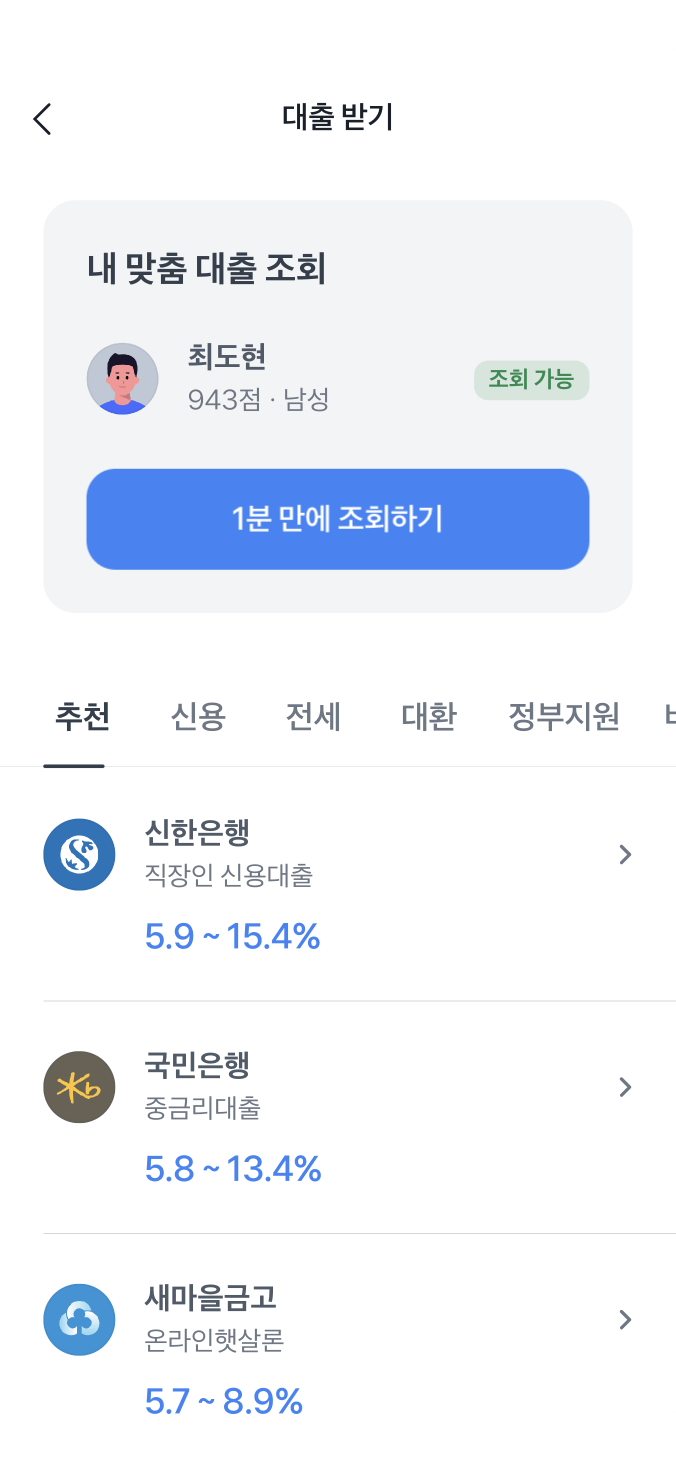 대출 받기
내 맞춤 대출 조회
최도현
943점 · 남성
조회 가능
1분 만에 조회하기
추천 신용 전세 대환 정부지원
신한은행
직장인 신용대출
5.9 ~ 15.4%
국민은행
중금리대출
5.8 ~ 13.4%
새마을금고
온라인햇살론
5.7 ~ 8.9%